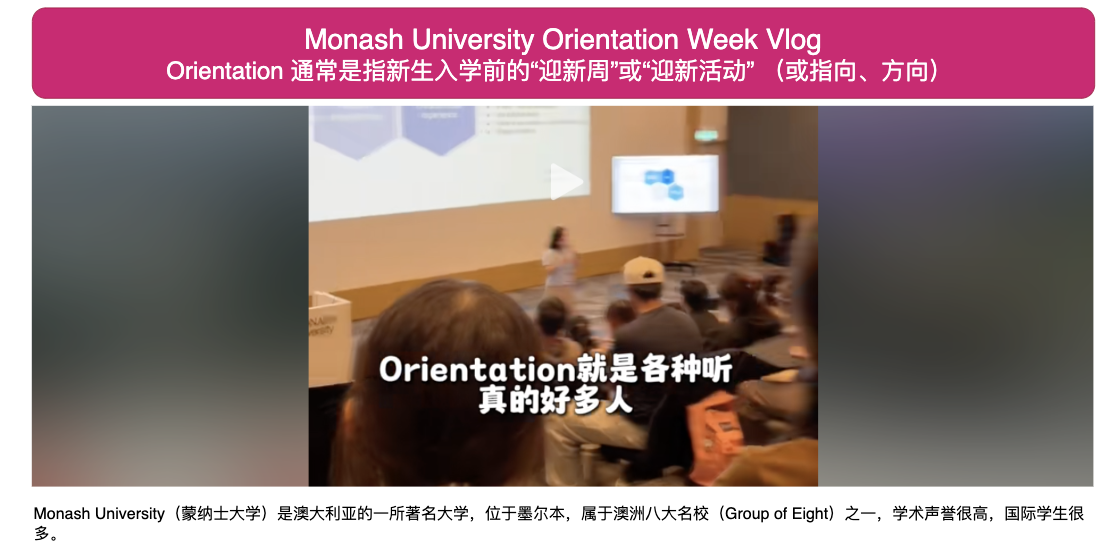 Monash University Orientation Week Vlog
Orientation 通常是指新生入学前的“迎新周”或“迎新活动” （或指向、方向）
Orientation就是各种听
真的好多人
Monash University（蒙纳士大学）是澳大利亚的一所著名大学，位于墨尔本，属于澳洲八大名校（Group of Eight）之一，学术声誉很高，国际学生很
多。